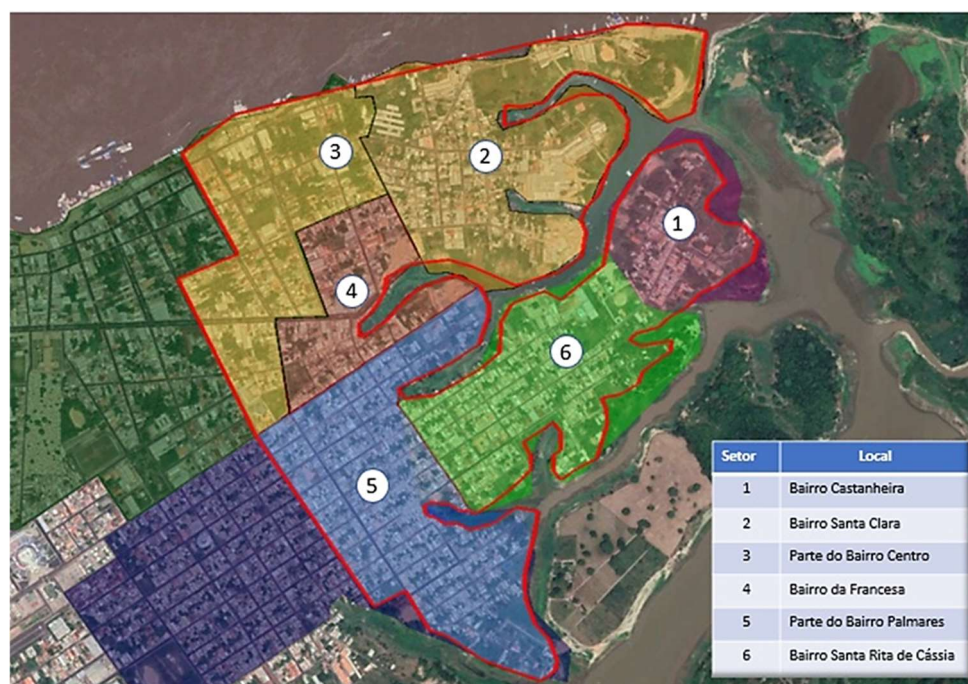 3
2
1
4
6
5
Setor Local
1 Bairro Castanheira
2 Bairro Santa Clara
3 Parte do Bairro Centro
4 Bairro da Francesa
5 Parte do Bairro Palmares
6 Bairro Santa Rita de Cássia